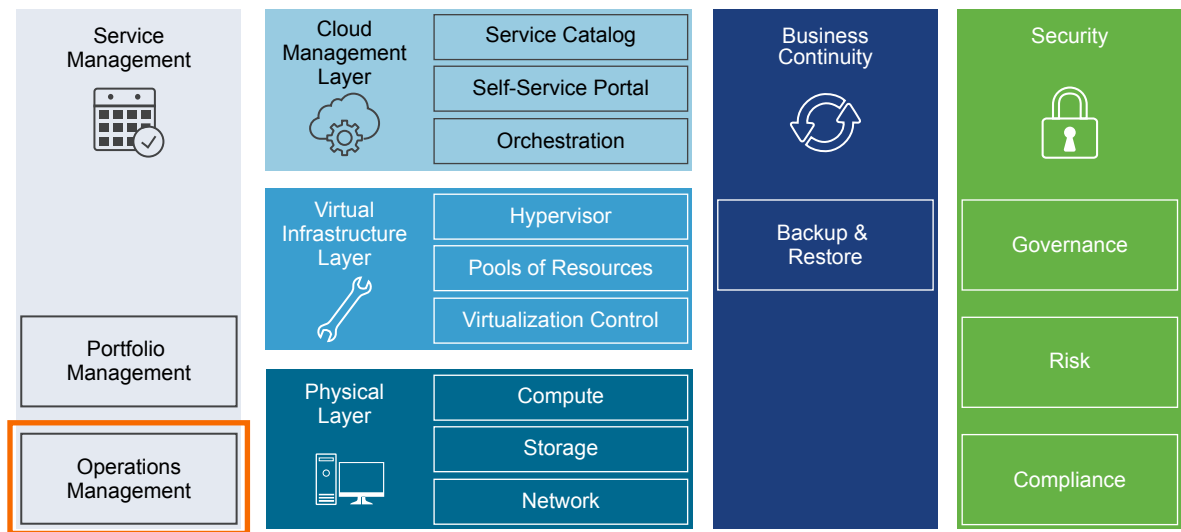 Service
Management
Portfolio
Management
Operations
Management
Cloud
Management
Layer
Service Catalog
Self-Service Portal
Orchestration
Virtual
Infrastructure
Layer
Hypervisor
Pools of Resources
Virtualization Control
Physical
Layer
Compute
Storage
Network
Business
Continuity
Backup &
Restore
Security
Governance
Risk
Compliance